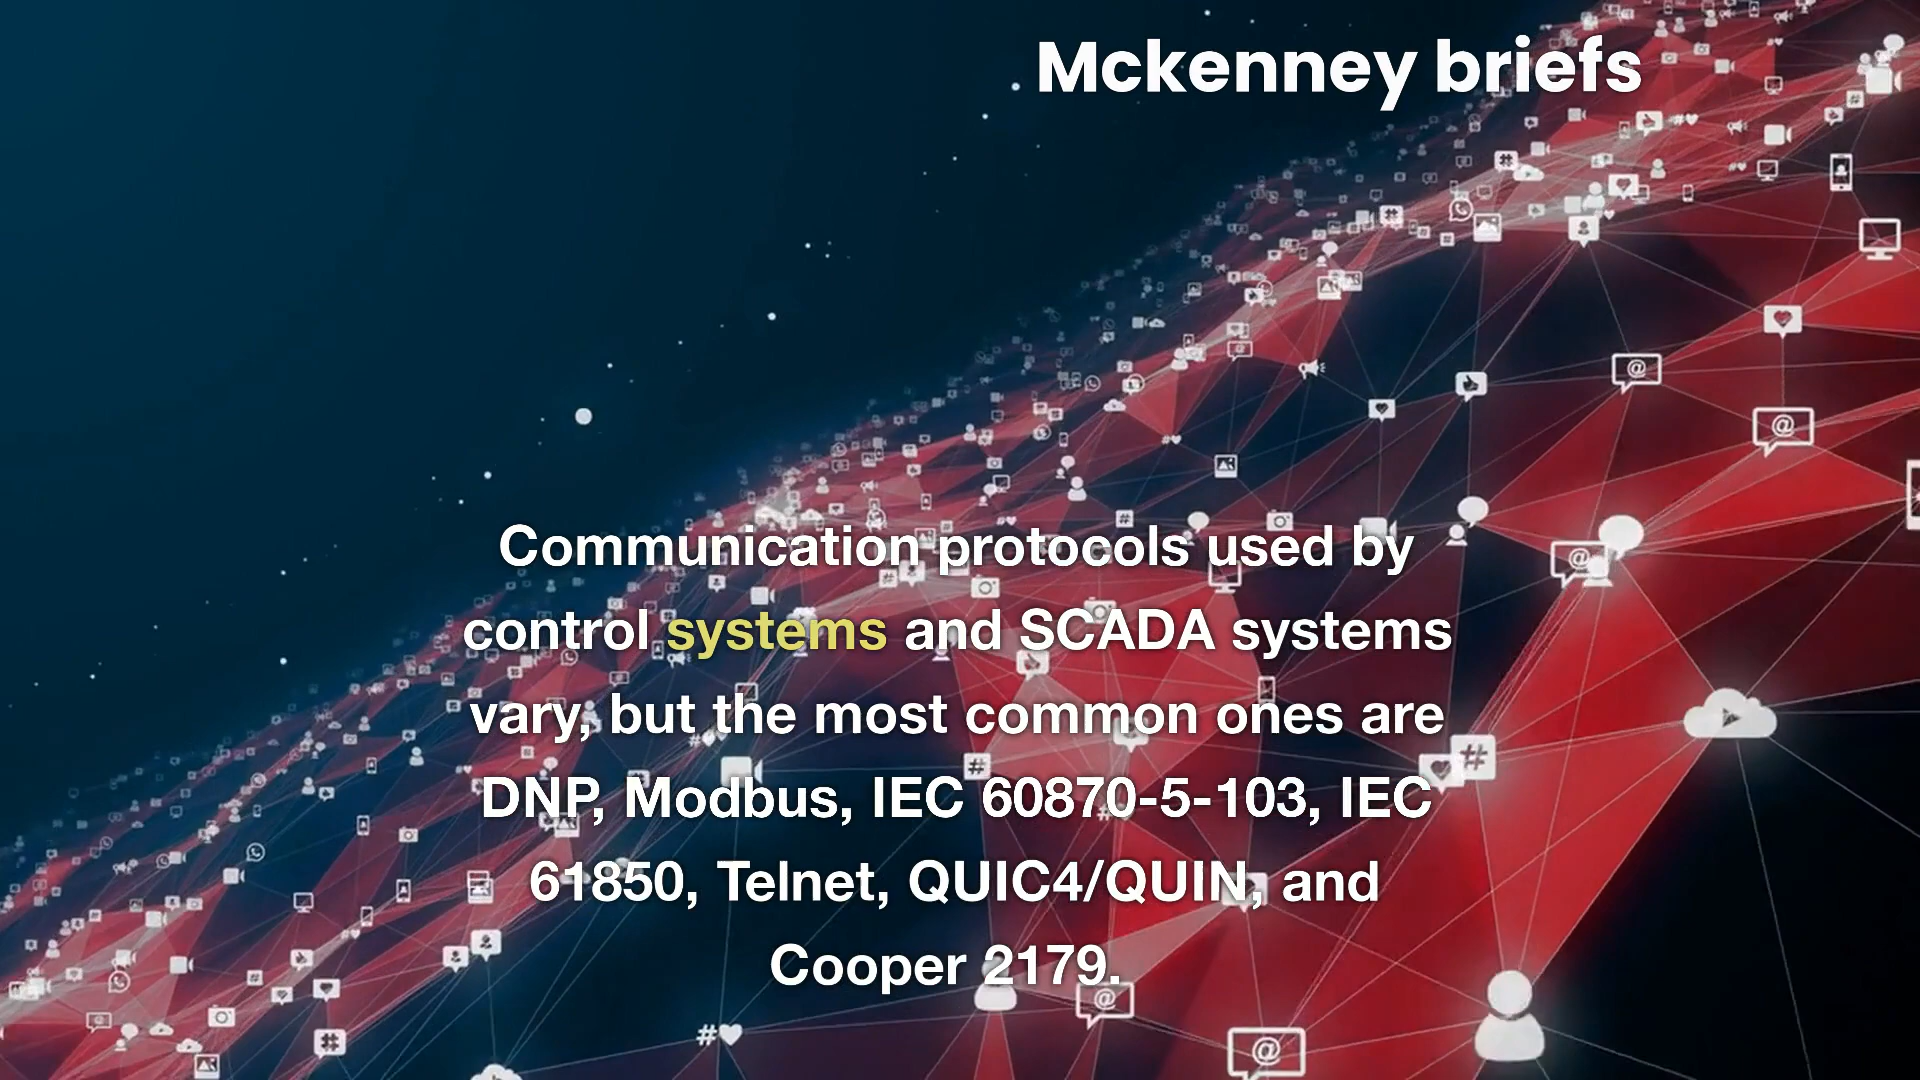 Mckenney briefs
Communication protocols used by
control systems and SCADA systems
vary, but the most common ones are
DNP, Modbus, IEC 60870-5-103, IEC
61850, Telnet, QUIC4/QUIN, and
Cooper 2179.